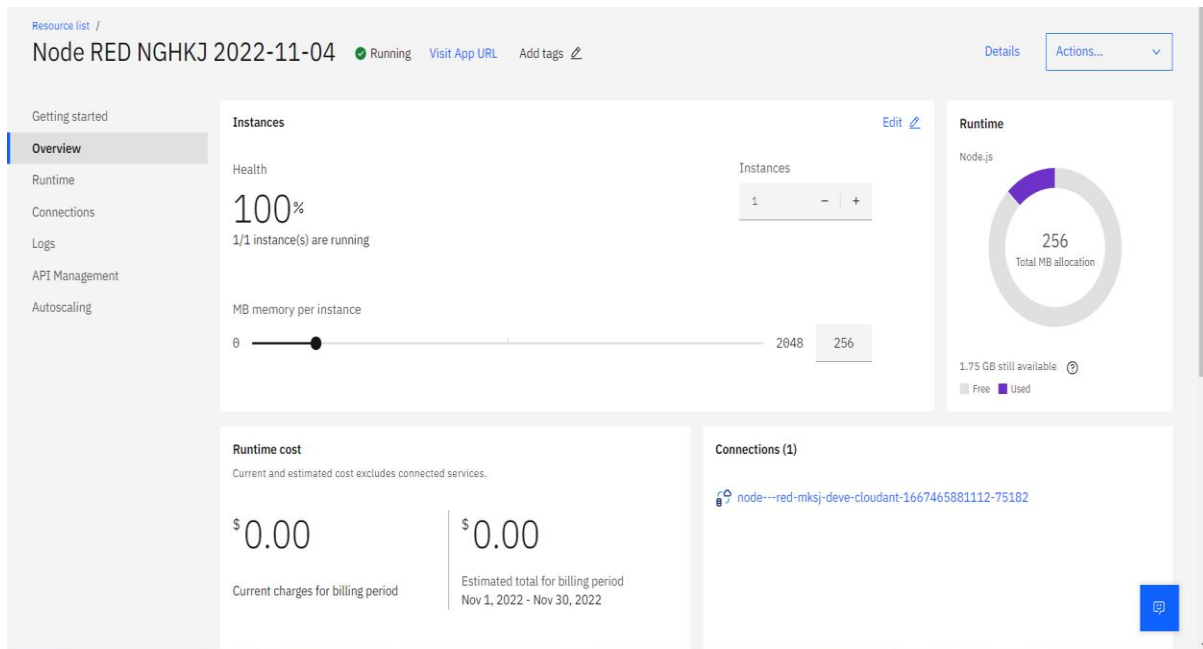 Resource list /
Node RED NGHKJ 2022-11-04 Running Visit App URL Add tags
Details
Actions...
Getting started
Overview
Runtime
Connections
Logs
API Management
Autoscaling
Instances
Edit
Health
100%
1/1 instance(s) are running
Instances
1 − +
MB memory per instance
0 2048 256
Runtime
Node.js
256
Total MB allocation
1.75 GB still available
Free Used
Runtime cost
Current and estimated cost excludes connected services.
$0.00
Current charges for billing period
$0.00
Estimated total for billing period
Nov 1, 2022 - Nov 30, 2022
Connections (1)
node---red-mksj-deve-cloudant-1667465881112-75182